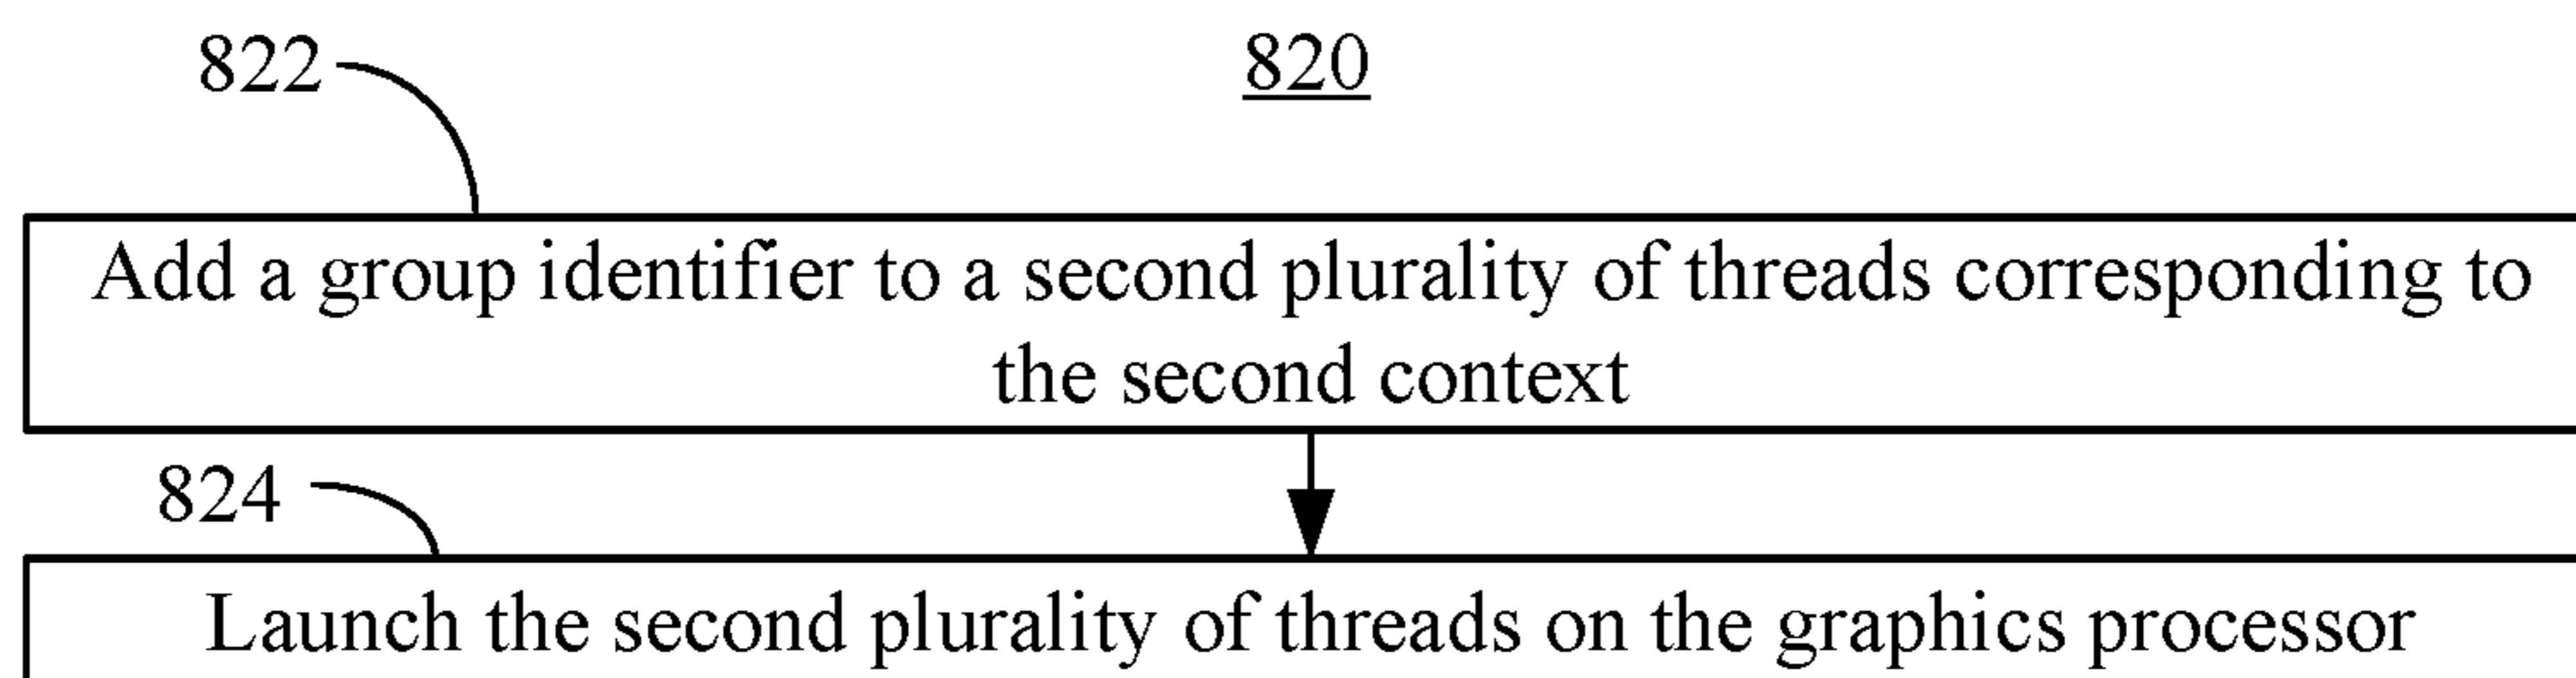 822
820
Add a group identifier to a second plurality of threads corresponding to
the second context
824
Launch the second plurality of threads on the graphics processor